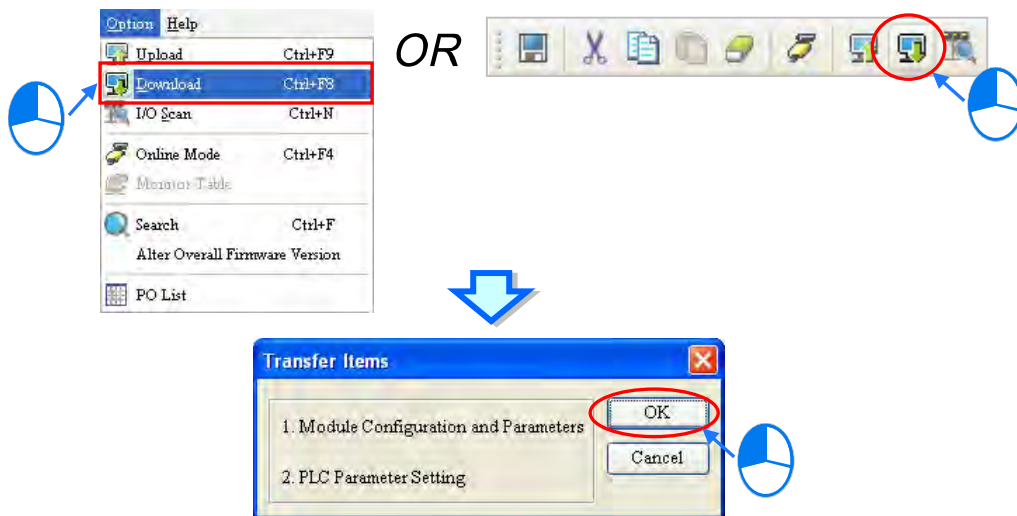 Option Help
Upload Ctrl+F9
Download Ctrl+F8
I/O Scan Ctrl+N
Online Mode Ctrl+F4
Monitor Table
Search Ctrl+F
Alter Overall Firmware Version
PO List
OR
Transfer Items
1. Module Configuration and Parameters
2. PLC Parameter Setting
OK
Cancel